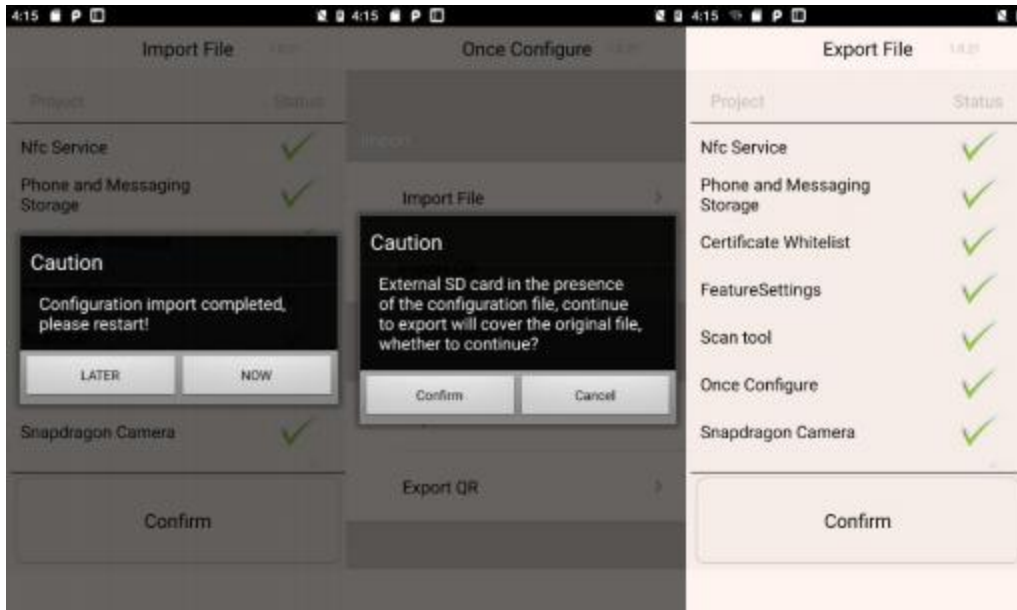 4:15
Import File
Project
Status
Nfc Service
Phone and Messaging
Storage
Caution
Configuration import completed,
please restart!
LATER
NOW
Snapdragon Camera
Confirm
4:15
Once Configure
Import
Import File
Caution
External SD card in the presence
of the configuration file, continue
to export will cover the original file,
whether to continue?
Confirm
Cancel
Export QR
4:15
Export File
Project
Status
Nfc Service
Phone and Messaging
Storage
Certificate Whitelist
FeatureSettings
Scan tool
Once Configure
Snapdragon Camera
Confirm